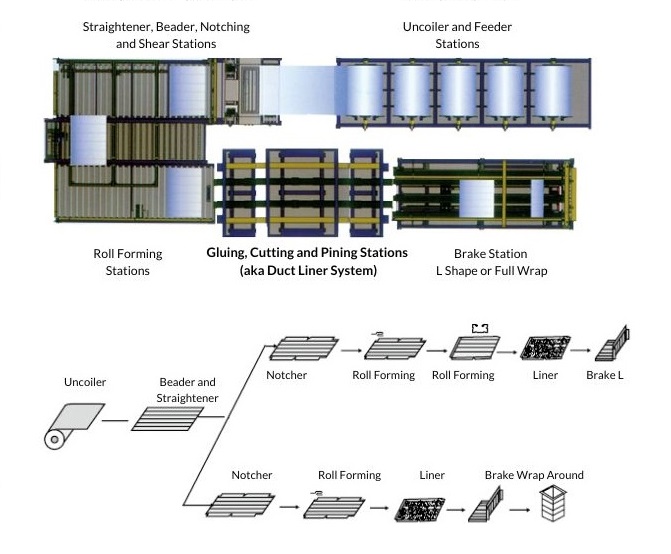 Straightener, Beader, Notching
and Shear Stations
Uncoiler and Feeder
Stations
Roll Forming
Stations
Gluing, Cutting and Pining Stations
(aka Duct Liner System)
Brake Station
L Shape or Full Wrap
Notcher
Roll Forming
Roll Forming
Liner
Brake L
Uncoiler
Beader and
Straightener
Notcher
Roll Forming
Liner
Brake Wrap Around